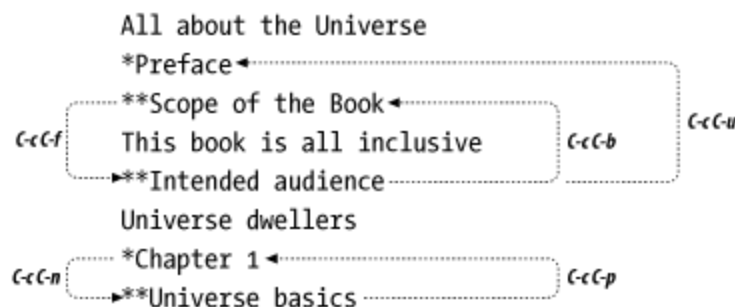 All about the Universe
*Preface
**Scope of the Book
C-c C-u
C-c C-f
This book is all inclusive
C-c C-b
**Intended audience
Universe dwellers
*Chapter 1
C-c C-n
C-c C-p
**Universe basics